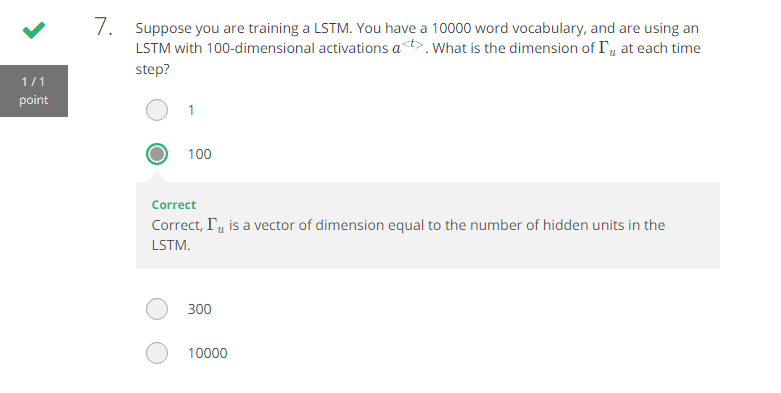 7. Suppose you are training a LSTM. You have a 10000 word vocabulary, and are using an
LSTM with 100-dimensional activations a<t>. What is the dimension of Γu at each time
step?
1/1
point
1
100
Correct
Correct, Γu is a vector of dimension equal to the number of hidden units in the
LSTM.
300
10000